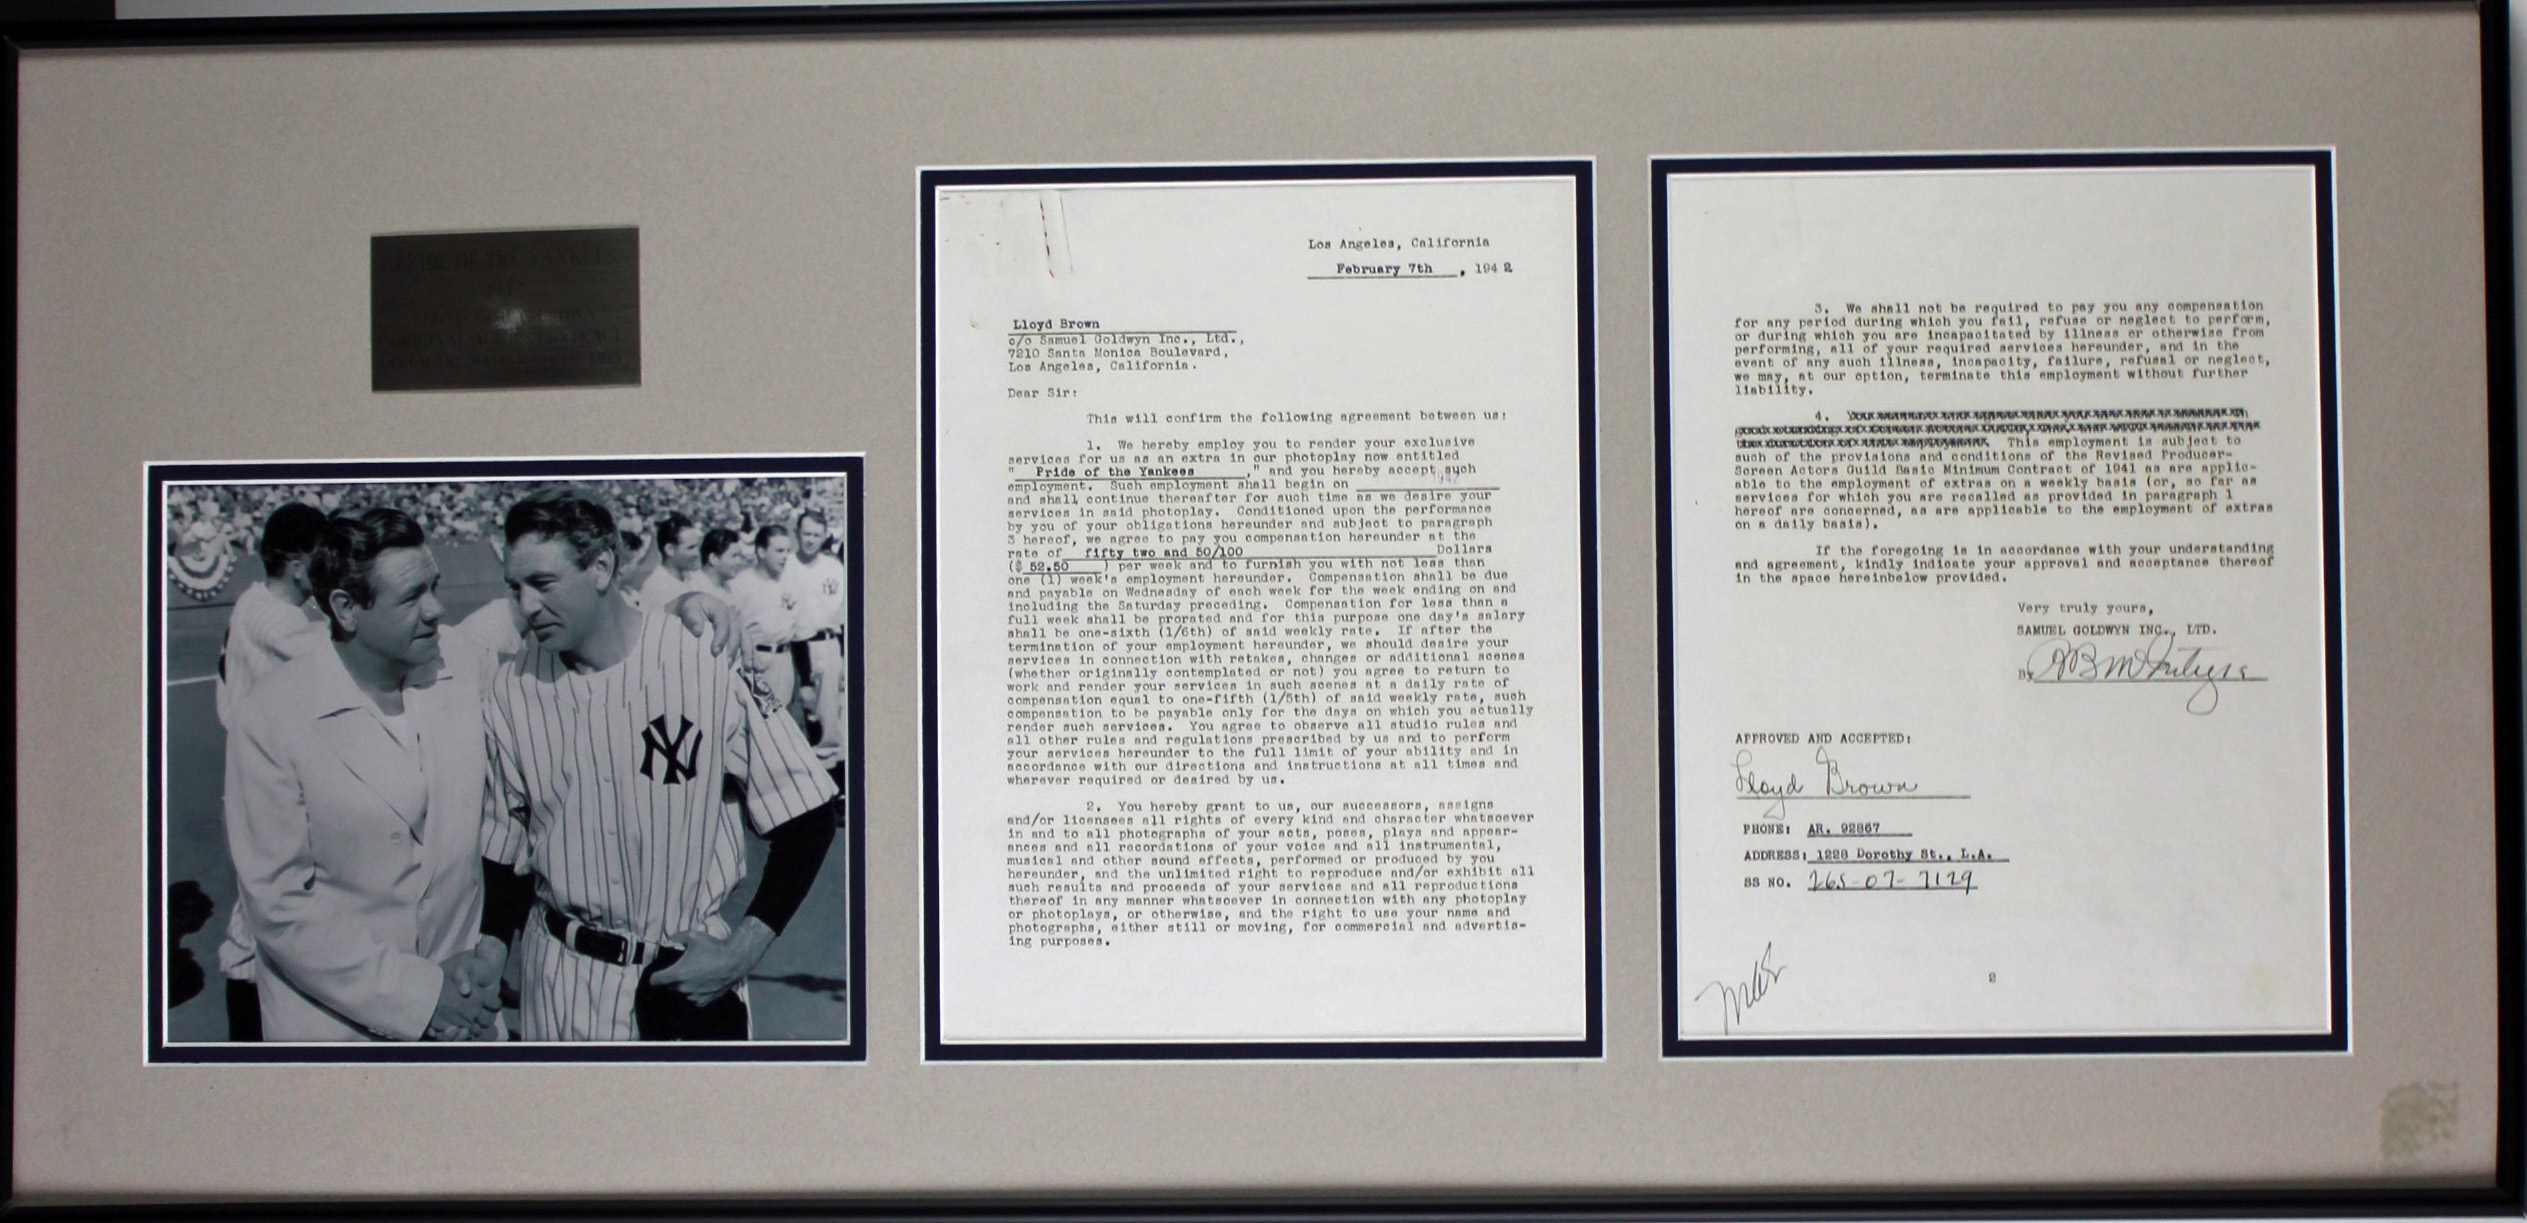 PRIDE OF THE YANKEES
NY
Los Angeles, California
February 7th , 1942
Lloyd Brown
c/o Samuel Goldwyn Inc., Ltd.,
7210 Santa Monica Boulevard,
Los Angeles, California.
Dear Sir:
This will confirm the following agreement between us:
1. We hereby employ you to render your exclusive
services for us as an extra in our photoplay now entitled
" Pride of the Yankees ," and you hereby accept such
employment. Such employment shall begin on 1942
and shall continue thereafter for such time as we desire your
services in said photoplay. Conditioned upon the performance
by you of your obligations hereunder and subject to paragraph
3 hereof, we agree to pay you compensation hereunder at the
rate of fifty two and 50/100 Dollars
($ 52.50 ) per week and to furnish you with not less than
one (1) week's employment hereunder. Compensation shall be due
and payable on Wednesday of each week for the week ending on and
including the Saturday preceding. Compensation for less than a
full week shall be prorated and for this purpose one day's salary
shall be one-sixth (1/6th) of said weekly rate. If after the
termination of your employment hereunder, we should desire your
services in connection with retakes, changes or additional scenes
(whether originally contemplated or not) you agree to return to
work and render your services in such scenes at a daily rate of
compensation equal to one-fifth (1/5th) of said weekly rate, such
compensation to be payable only for the days on which you actually
render such services. You agree to observe all studio rules and
all other rules and regulations prescribed by us and to perform
your services hereunder to the full limit of your ability and in
accordance with our directions and instructions at all times and
wherever required or desired by us.
2. You hereby grant to us, our successors, assigns
and/or licensees all rights of every kind and character whatsoever
in and to all photographs of your acts, poses, plays and appear-
ances and all recordations of your voice and all instrumental,
musical and other sound effects, performed or produced by you
hereunder, and the unlimited right to reproduce and/or exhibit all
such results and proceeds of your services and all reproductions
thereof in any manner whatsoever in connection with any photoplay
or photoplays, or otherwise, and the right to use your name and
photographs, either still or moving, for commercial and advertis-
ing purposes.
3. We shall not be required to pay you any compensation
for any period during which you fail, refuse or neglect to perform,
or during which you are incapacitated by illness or otherwise from
performing, all of your required services hereunder, and in the
event of any such illness, incapacity, failure, refusal or neglect,
we may, at our option, terminate this employment without further
liability.
4.
This employment is subject to
such of the provisions and conditions of the Revised Producer-
Screen Actors Guild Basic Minimum Contract of 1941 as are applic-
able to the employment of extras on a weekly basis (or, so far as
services for which you are recalled as provided in paragraph 1
hereof are concerned, as are applicable to the employment of extras
on a daily basis).
If the foregoing is in accordance with your understanding
and agreement, kindly indicate your approval and acceptance thereof
in the space hereinbelow provided.
Very truly yours,
SAMUEL GOLDWYN INC., LTD.
By
APPROVED AND ACCEPTED:
Lloyd Brown
PHONE: AR. 92867
ADDRESS: 1228 Dorothy St., L.A.
SS NO. 265-07-7129
2